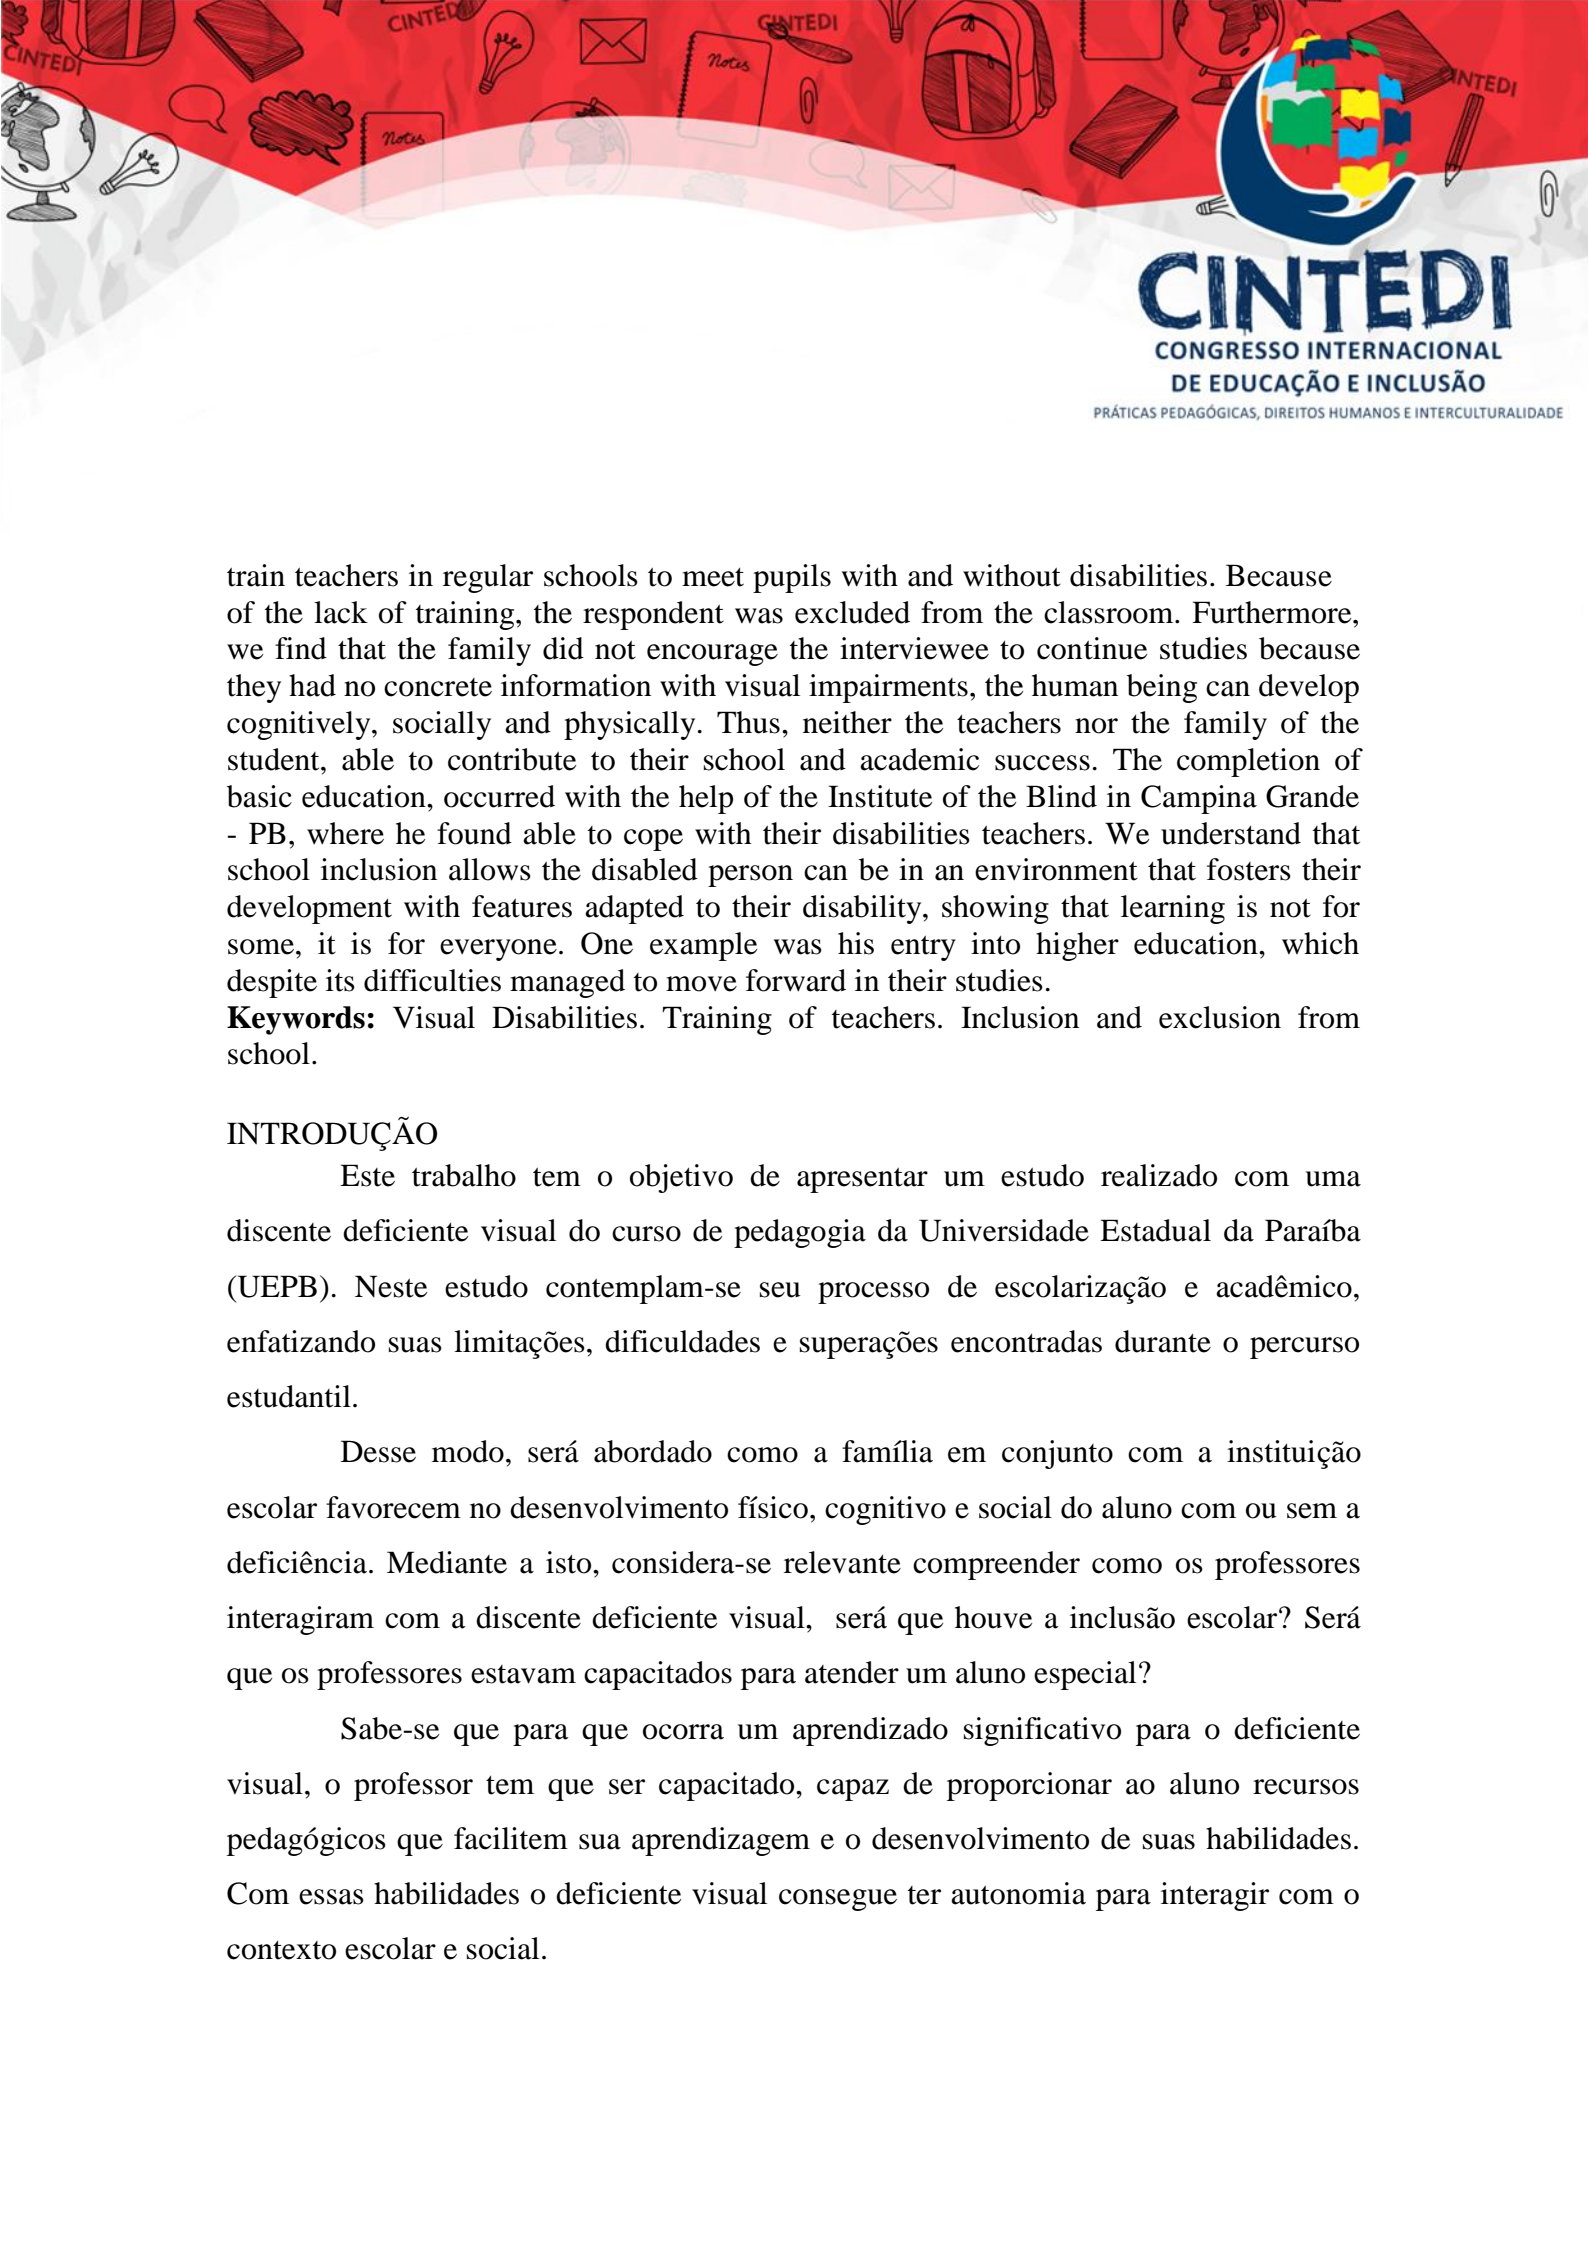 CINTEDI
CINTEDI
CINTEDI
Notes
Notes
CINTEDI
CINTEDI
CONGRESSO INTERNACIONAL
DE EDUCAÇÃO E INCLUSÃO
PRÁTICAS PEDAGÓGICAS, DIREITOS HUMANOS E INTERCULTURALIDADE
train teachers in regular schools to meet pupils with and without disabilities. Because
of the lack of training, the respondent was excluded from the classroom. Furthermore,
we find that the family did not encourage the interviewee to continue studies because
they had no concrete information with visual impairments, the human being can develop
cognitively, socially and physically. Thus, neither the teachers nor the family of the
student, able to contribute to their school and academic success. The completion of
basic education, occurred with the help of the Institute of the Blind in Campina Grande
- PB, where he found able to cope with their disabilities teachers. We understand that
school inclusion allows the disabled person can be in an environment that fosters their
development with features adapted to their disability, showing that learning is not for
some, it is for everyone. One example was his entry into higher education, which
despite its difficulties managed to move forward in their studies.
Keywords: Visual Disabilities. Training of teachers. Inclusion and exclusion from
school.
INTRODUÇÃO
Este trabalho tem o objetivo de apresentar um estudo realizado com uma
discente deficiente visual do curso de pedagogia da Universidade Estadual da Paraíba
(UEPB). Neste estudo contemplam-se seu processo de escolarização e acadêmico,
enfatizando suas limitações, dificuldades e superações encontradas durante o percurso
estudantil.
Desse modo, será abordado como a família em conjunto com a instituição
escolar favorecem no desenvolvimento físico, cognitivo e social do aluno com ou sem a
deficiência. Mediante a isto, considera-se relevante compreender como os professores
interagiram com a discente deficiente visual, será que houve a inclusão escolar? Será
que os professores estavam capacitados para atender um aluno especial?
Sabe-se que para que ocorra um aprendizado significativo para o deficiente
visual, o professor tem que ser capacitado, capaz de proporcionar ao aluno recursos
pedagógicos que facilitem sua aprendizagem e o desenvolvimento de suas habilidades.
Com essas habilidades o deficiente visual consegue ter autonomia para interagir com o
contexto escolar e social.